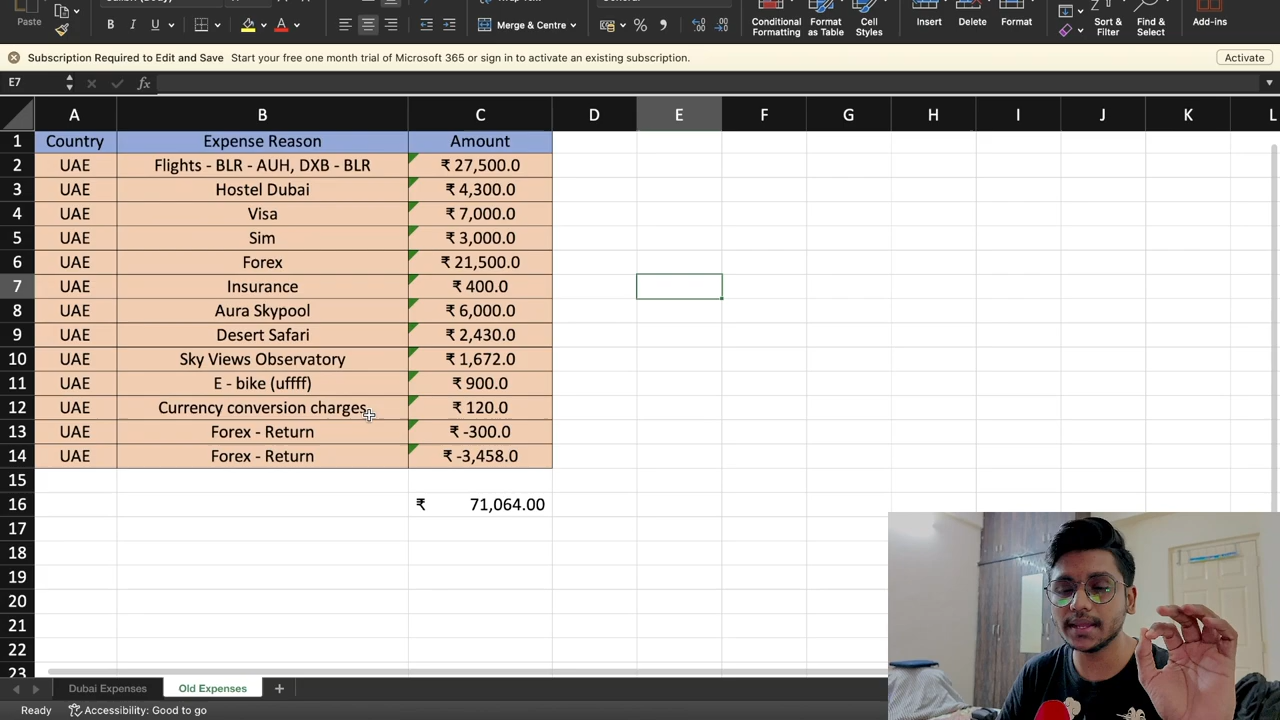 Paste
B I U
Merge & Centre
Conditional Formatting
Format as Table
Cell Styles
Insert
Delete
Format
Sort & Filter
Find & Select
Add-ins
Subscription Required to Edit and Save Start your free one month trial of Microsoft 365 or sign in to activate an existing subscription. Activate
E7 fx
A B C D E F G H I J K L
1 Country Expense Reason Amount
2 UAE Flights - BLR - AUH, DXB - BLR ₹ 27,500.0
3 UAE Hostel Dubai ₹ 4,300.0
4 UAE Visa ₹ 7,000.0
5 UAE Sim ₹ 3,000.0
6 UAE Forex ₹ 21,500.0
7 UAE Insurance ₹ 400.0
8 UAE Aura Skypool ₹ 6,000.0
9 UAE Desert Safari ₹ 2,430.0
10 UAE Sky Views Observatory ₹ 1,672.0
11 UAE E - bike (uffff) ₹ 900.0
12 UAE Currency conversion charges ₹ 120.0
13 UAE Forex - Return ₹ -300.0
14 UAE Forex - Return ₹ -3,458.0
15
16 ₹ 71,064.00
17
18
19
20
21
22
23
Dubai Expenses Old Expenses +
Ready Accessibility: Good to go